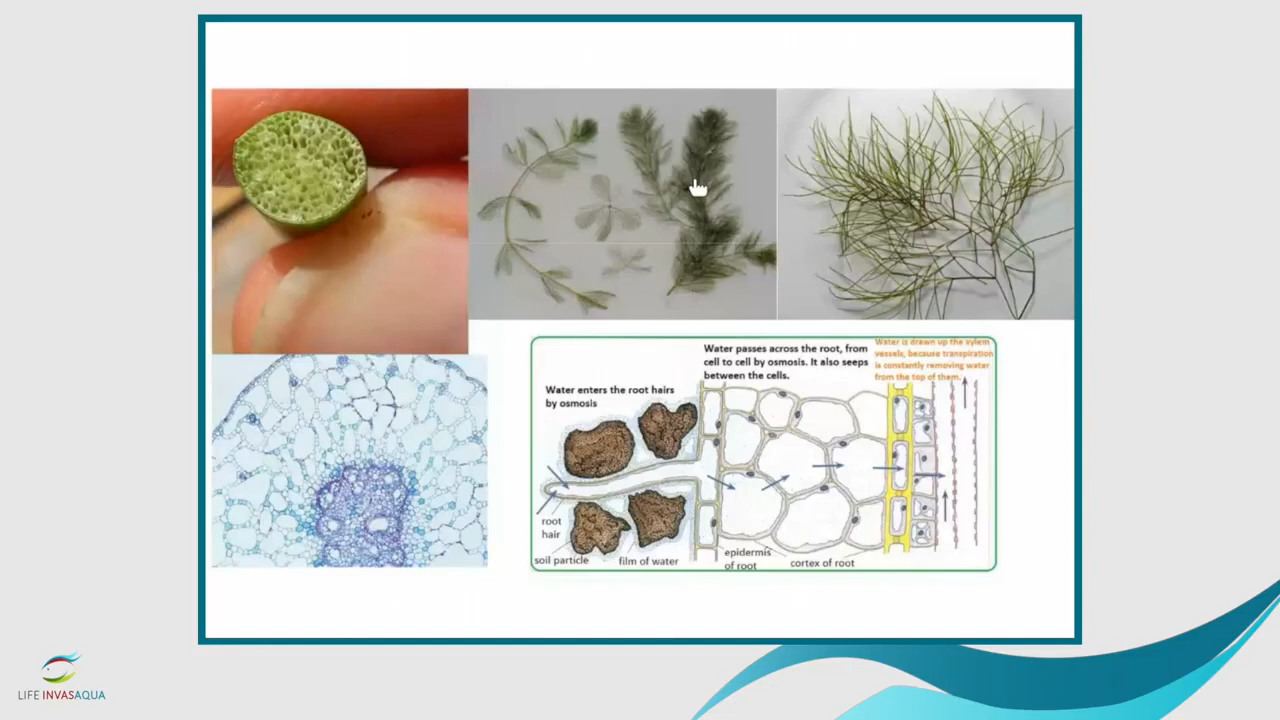 Water enters the root hairs
by osmosis
Water passes across the root, from
cell to cell by osmosis. It also seeps
between the cells.
Water is drawn up the xylem
vessels, because transpiration
is constantly removing water
from the top of them.
root
hair
soil particle
film of water
epidermis
of root
cortex of root
LIFE INVASAQUA